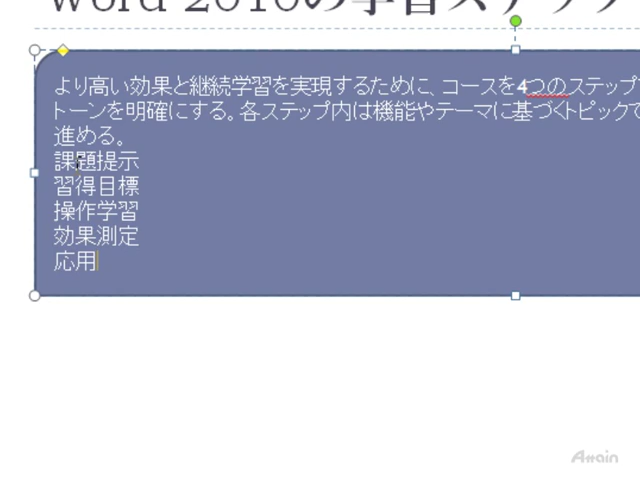 Word 2010の学習ステップ
より高い効果と継続学習を実現するために、コースを4つのステップ
トーンを明確にする。各ステップ内は機能やテーマに基づくトピックで
進める。
課題提示
習得目標
操作学習
効果測定
応用
Attain